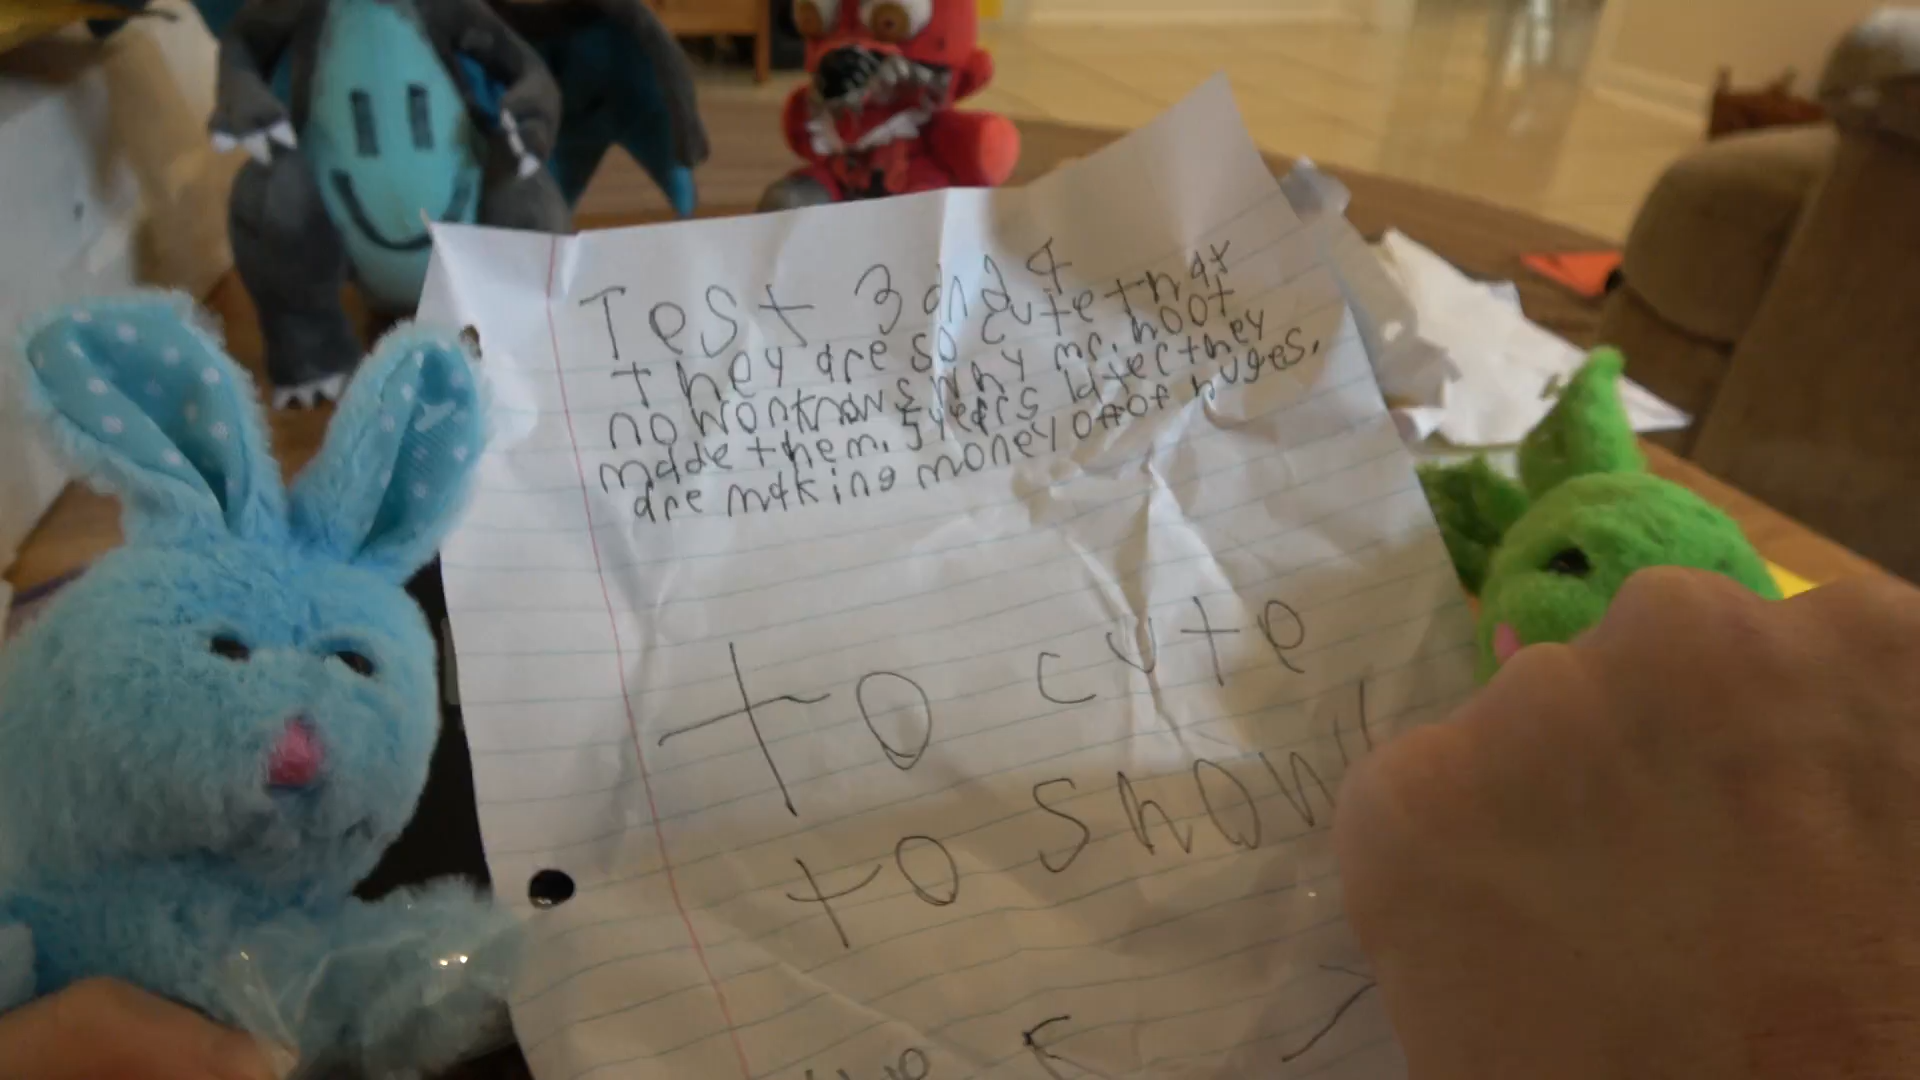 Test 3 and 4
they are so cute that
no won knows why mr. hoot
made them. 5 years later they
are making money off of huges.
to cute
to show!